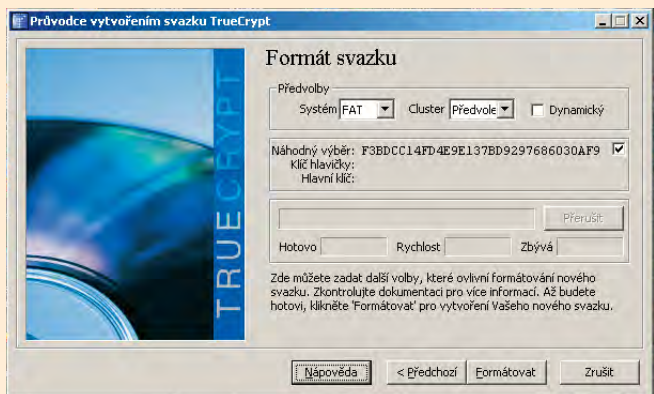 Průvodce vytvořením svazku TrueCrypt
TRUECRYPT
Formát svazku
Předvolby
Systém FAT Cluster Předvole Dynamický
Náhodný výběr: F3BDCC14FD4E9E137BD9297686030AF9
Klíč hlavičky:
Hlavní klíč:
Přerušit
Hotovo Rychlost Zbývá
Zde můžete zadat další volby, které ovlivní formátování nového
svazku. Zkontrolujte dokumentaci pro více informací. Až budete
hotovi, klikněte 'Formátovat' pro vytvoření Vašeho nového svazku.
Nápověda < Předchozí Formátovat Zrušit